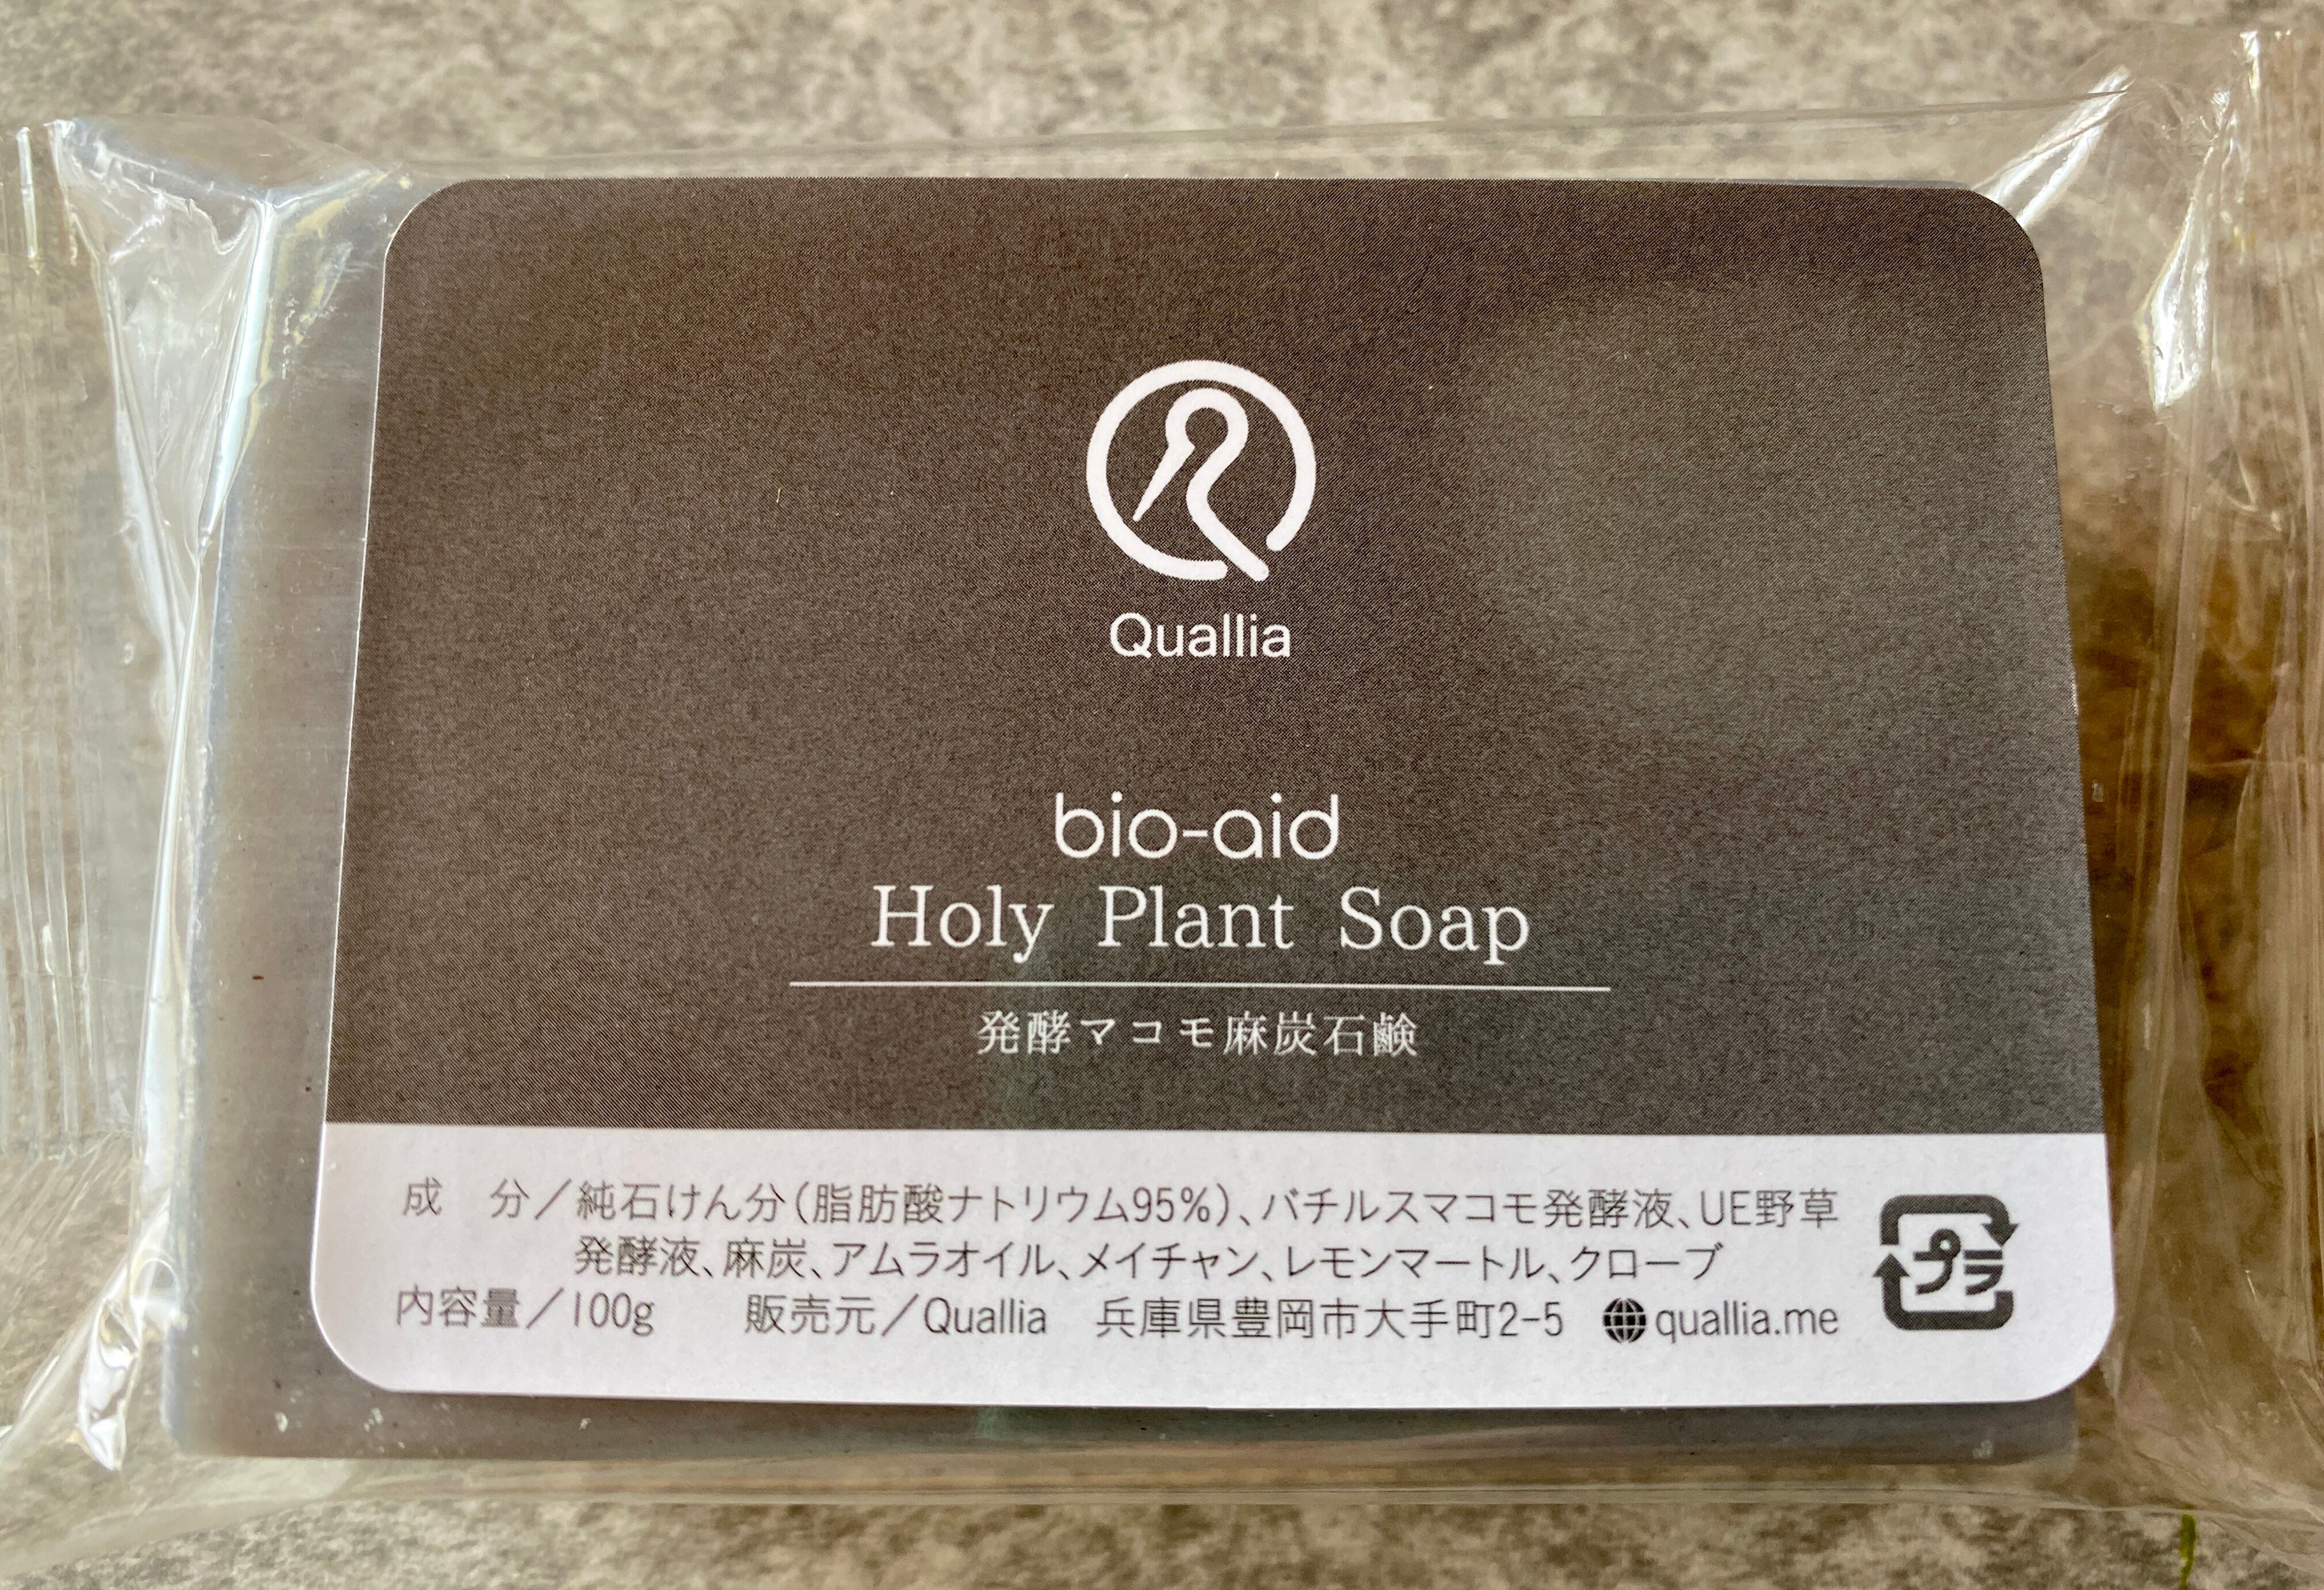 Quallia
bio-aid
Holy Plant Soap
発酵マコモ麻炭石鹸
成 分／純石けん分（脂肪酸ナトリウム95%）、バチルスマコモ発酵液、UE野草
発酵液、麻炭、アムラオイル、メイチャン、レモンマートル、クローブ
内容量／100g 販売元／Quallia 兵庫県豊岡市大手町2-5 quallia.me
プラ